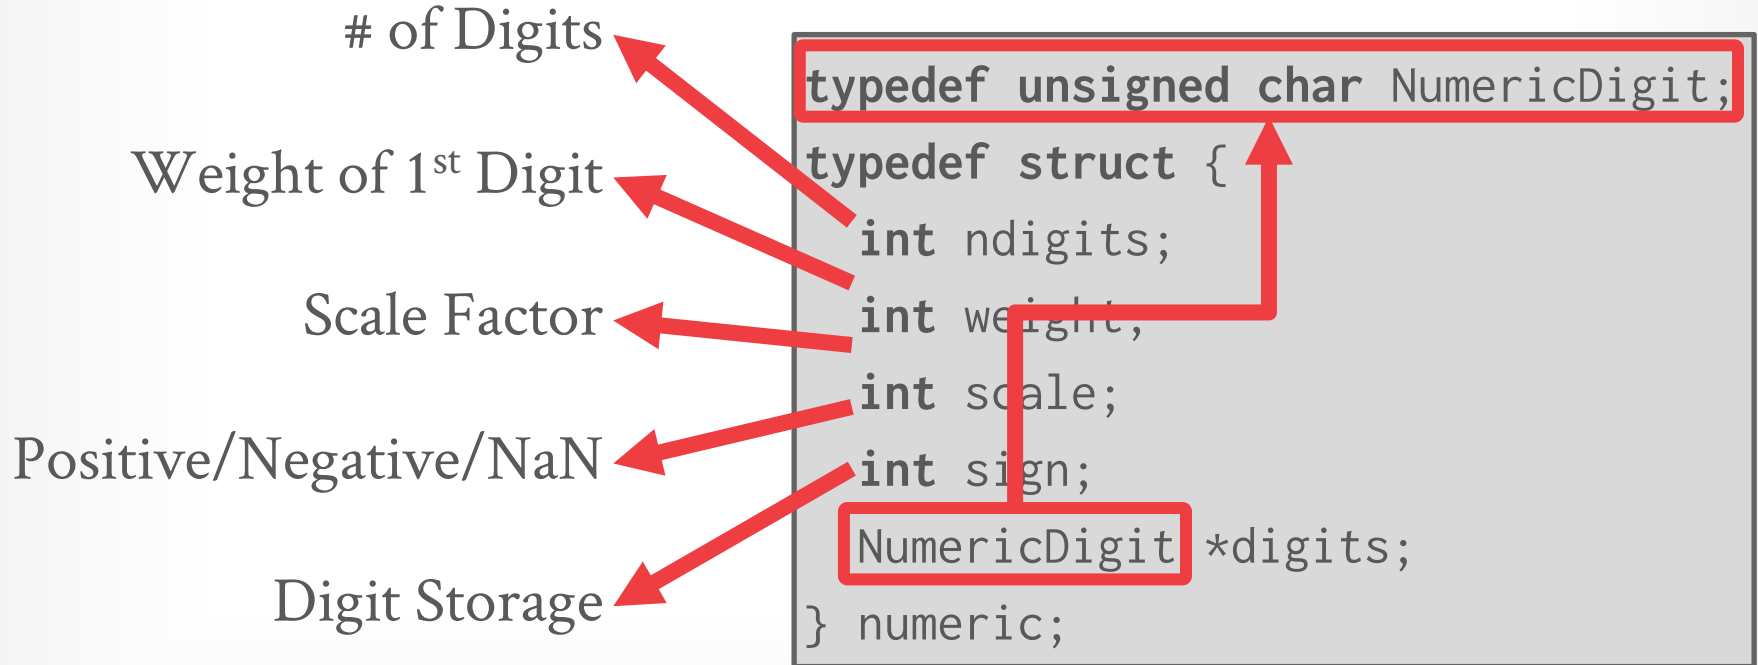 # of Digits
Weight of 1st Digit
Scale Factor
Positive/Negative/NaN
Digit Storage
typedef unsigned char NumericDigit;
typedef struct {
  int ndigits;
  int weight;
  int scale;
  int sign;
  NumericDigit *digits;
} numeric;